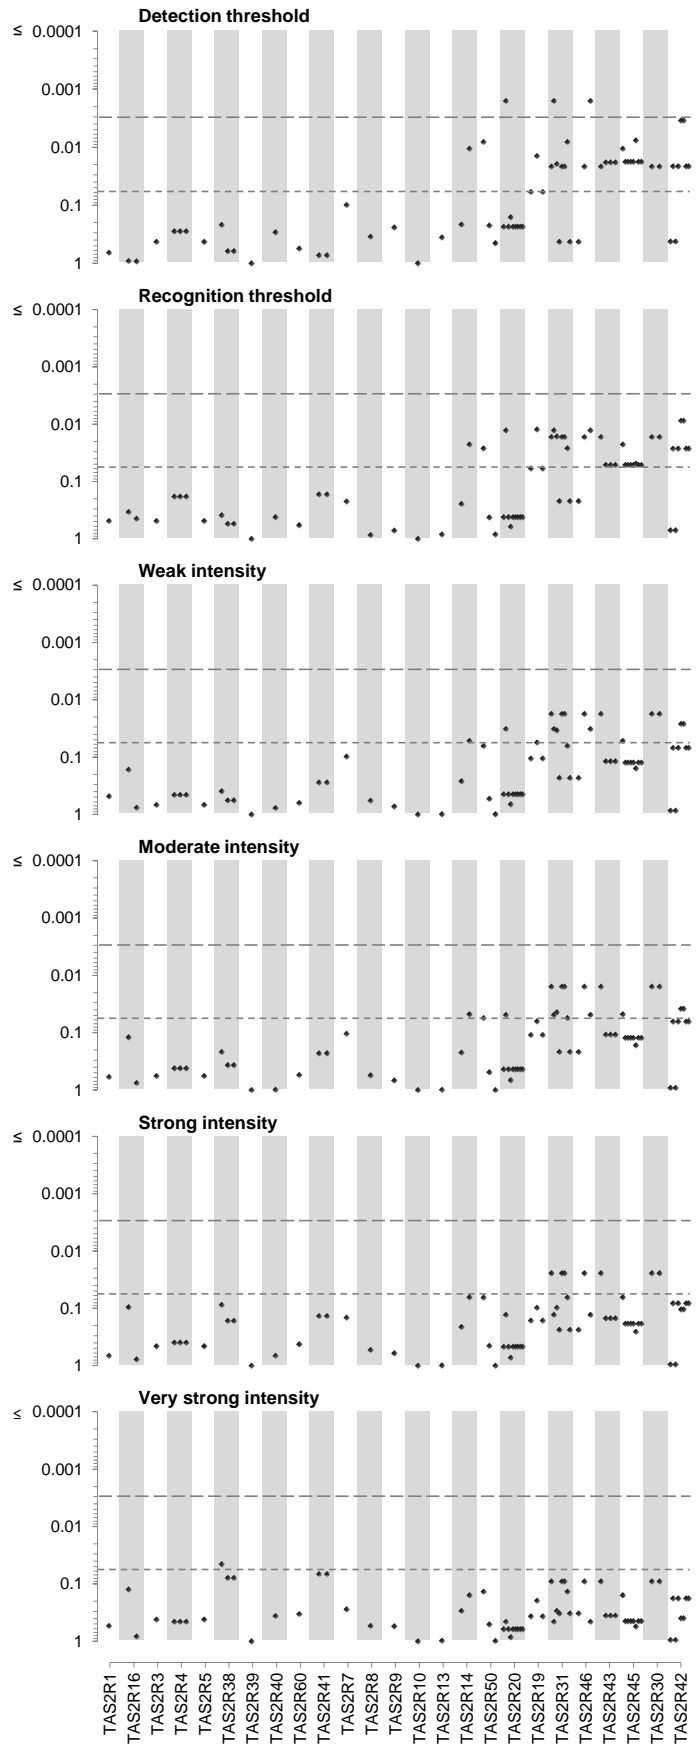 Detection threshold
≤ 0.0001
0.001
0.01
0.1
1
Recognition threshold
≤ 0.0001
0.001
0.01
0.1
1
Weak intensity
≤ 0.0001
0.001
0.01
0.1
1
Moderate intensity
≤ 0.0001
0.001
0.01
0.1
1
Strong intensity
≤ 0.0001
0.001
0.01
0.1
1
Very strong intensity
≤ 0.0001
0.001
0.01
0.1
1
TAS2R1
TAS2R16
TAS2R3
TAS2R4
TAS2R5
TAS2R38
TAS2R39
TAS2R40
TAS2R60
TAS2R41
TAS2R7
TAS2R8
TAS2R9
TAS2R10
TAS2R13
TAS2R14
TAS2R50
TAS2R20
TAS2R19
TAS2R31
TAS2R46
TAS2R43
TAS2R45
TAS2R30
TAS2R42